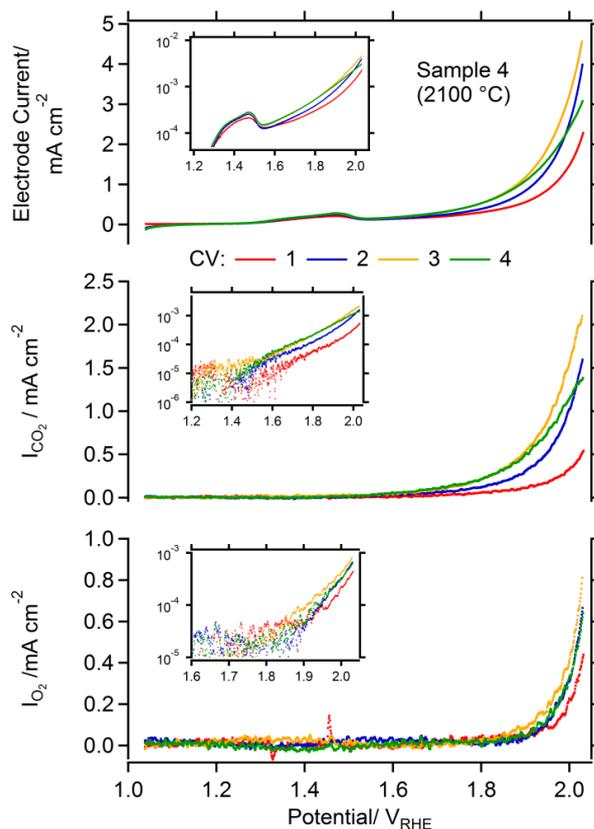 Electrode Current/
mA cm-2
5
4
3
2
1
0
10-2
10-3
10-4
1.2 1.4 1.6 1.8 2.0
Sample 4
(2100 °C)
CV: 1 2 3 4
ICO2 / mA cm-2
2.5
2.0
1.5
1.0
0.5
0.0
10-3
10-4
10-5
10-6
1.2 1.4 1.6 1.8 2.0
IO2 /mA cm-2
1.0
0.8
0.6
0.4
0.2
0.0
10-3
10-4
10-5
1.6 1.7 1.8 1.9 2.0
1.0 1.2 1.4 1.6 1.8 2.0
Potential/ VRHE